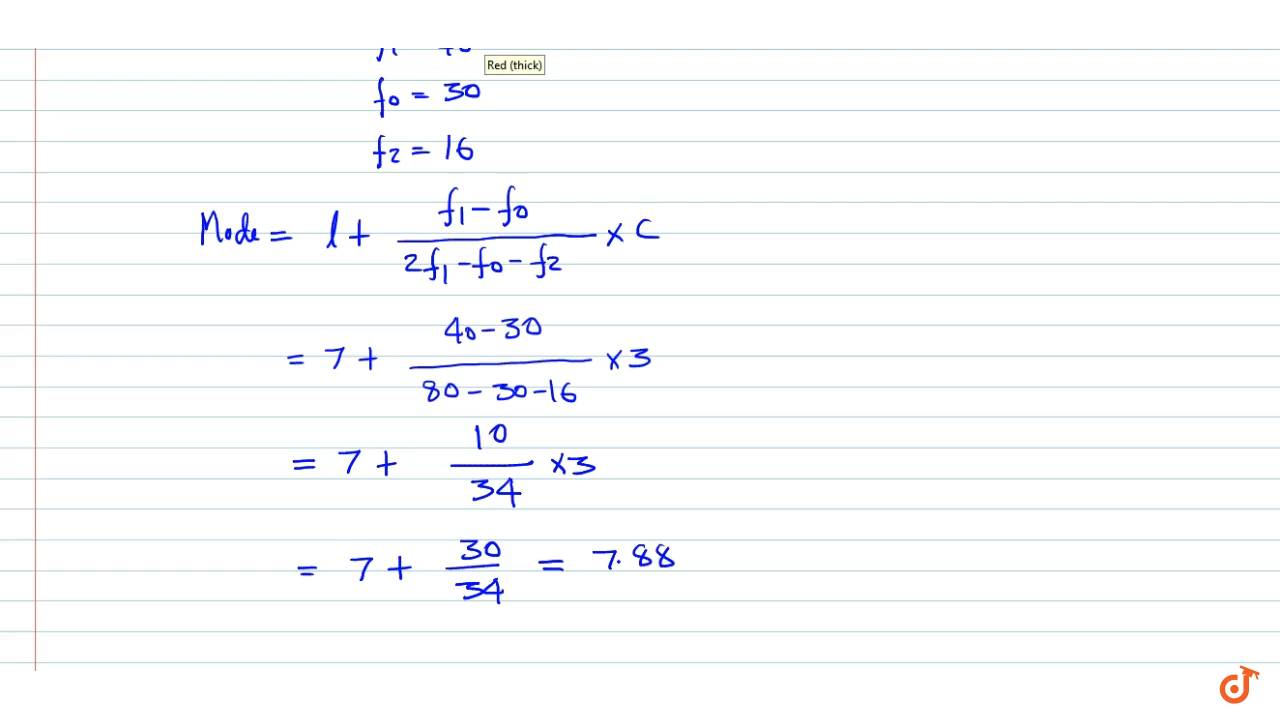 Red (thick)
f0 = 30
f2 = 16
Mode = l + (f1 - f0) / (2f1 - f0 - f2) × C
= 7 + (40 - 30) / (80 - 30 - 16) × 3
= 7 + 10/34 × 3
= 7 + 30/34 = 7.88